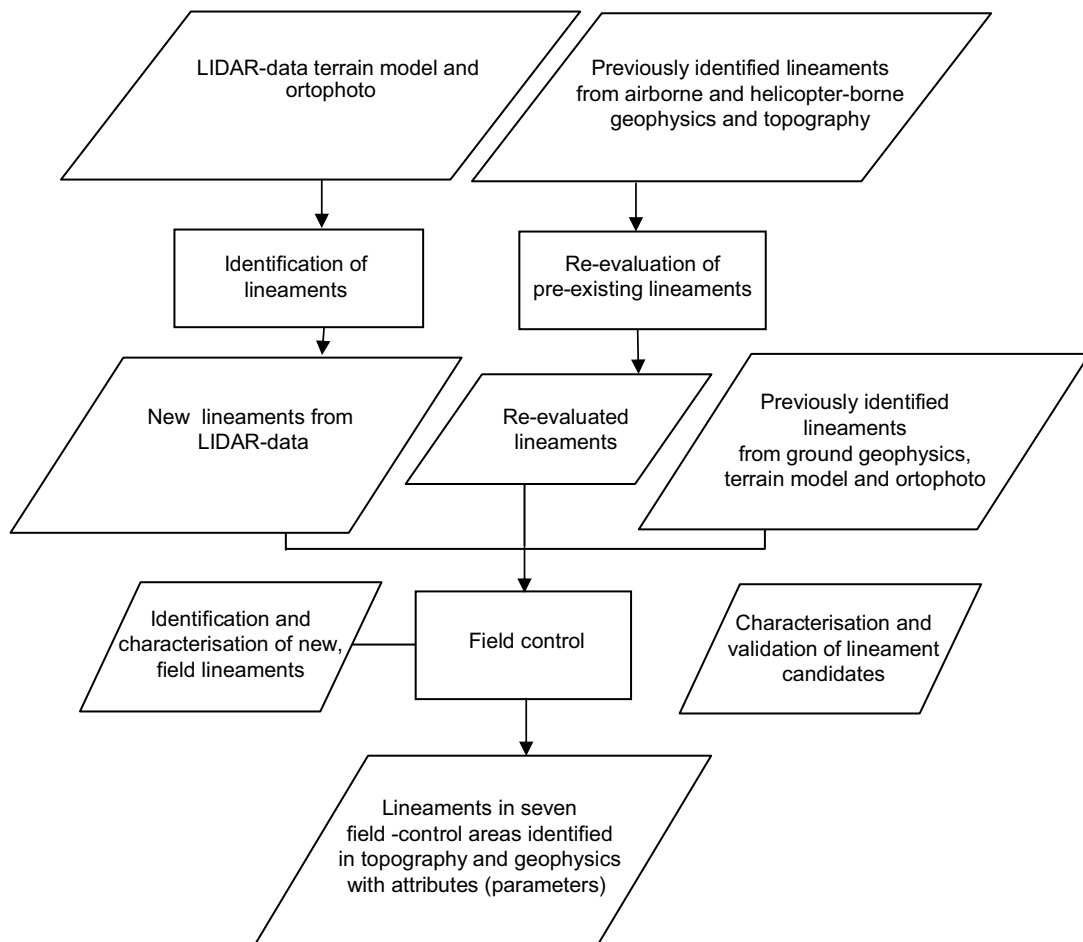 LIDAR-data terrain model and
ortophoto
Previously identified lineaments
from airborne and helicopter-borne
geophysics and topography
Identification of
lineaments
Re-evaluation of
pre-existing lineaments
New lineaments from
LIDAR-data
Re-evaluated
lineaments
Previously identified
lineaments
from ground geophysics,
terrain model and ortophoto
Identification and
characterisation of new,
field lineaments
Field control
Characterisation and
validation of lineament
candidates
Lineaments in seven
field -control areas identified
in topography and geophysics
with attributes (parameters)